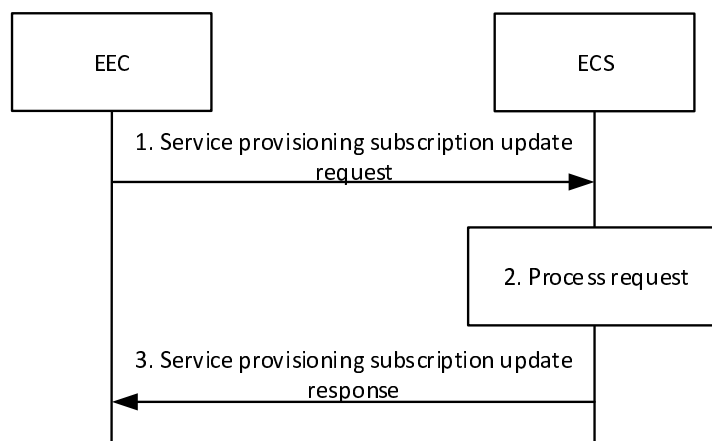 EEC
ECS
1. Service provisioning subscription update
request
2. Process request
3. Service provisioning subscription update
response